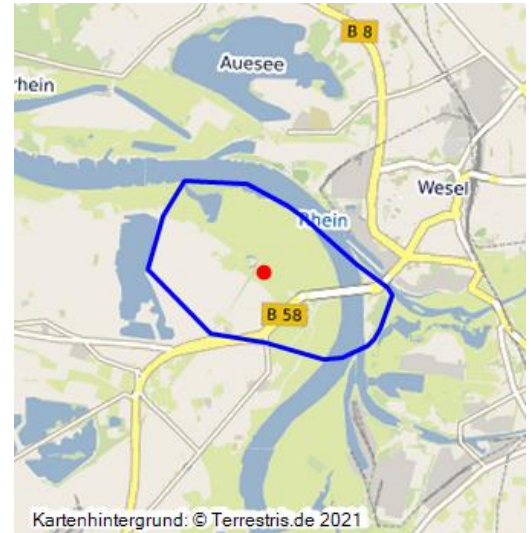 B 8
Auesee
rhein
Wesel
Rhein
B 58
Kartenhintergrund: © Terrestris.de 2021